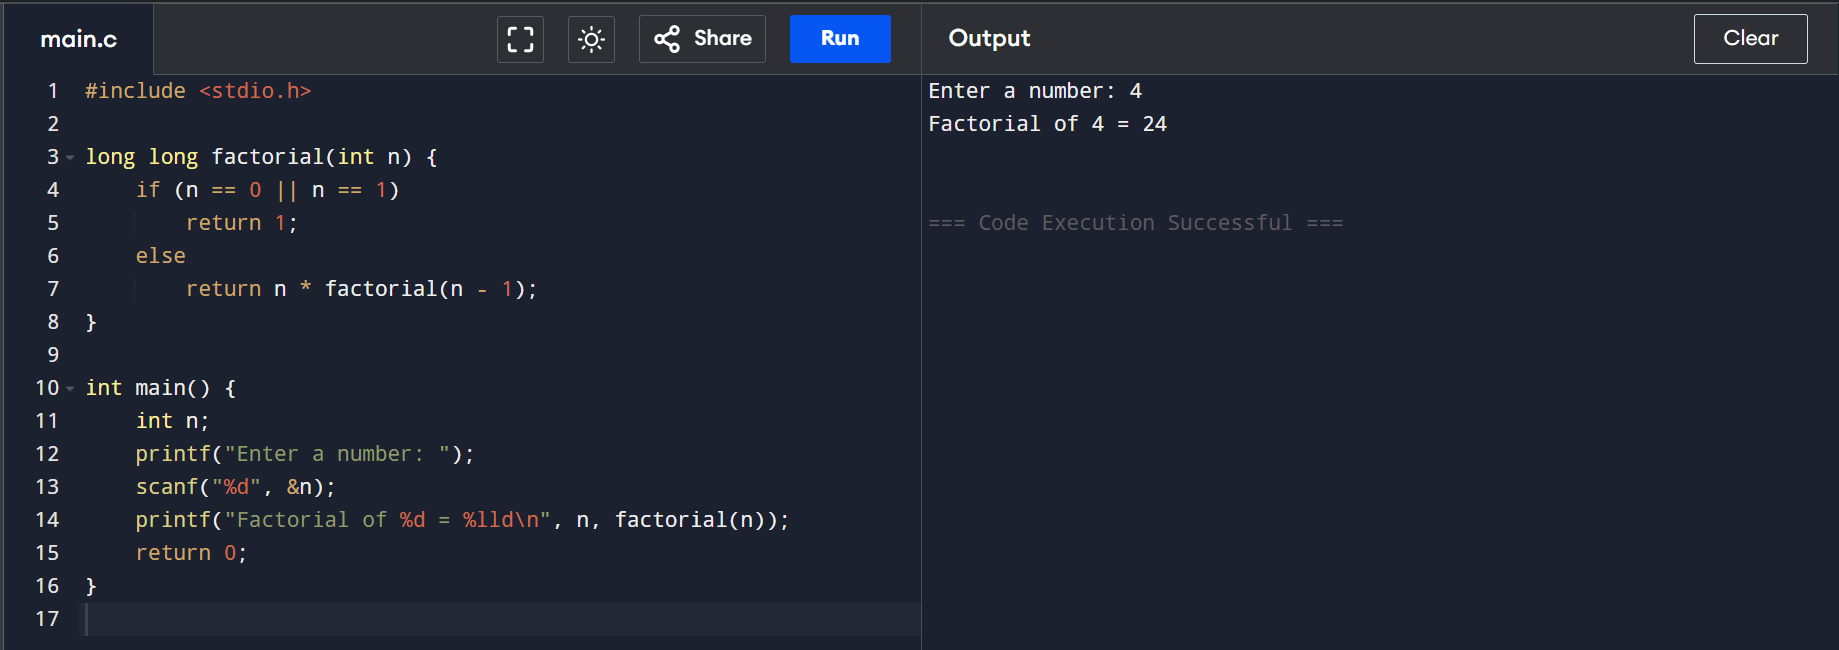 main.c
Share
Run
Output
Clear
1 #include <stdio.h>
2
3 long long factorial(int n) {
4     if (n == 0 || n == 1)
5         return 1;
6     else
7         return n * factorial(n - 1);
8 }
9
10 int main() {
11     int n;
12     printf("Enter a number: ");
13     scanf("%d", &n);
14     printf("Factorial of %d = %lld\n", n, factorial(n));
15     return 0;
16 }
17
Enter a number: 4
Factorial of 4 = 24
=== Code Execution Successful ===